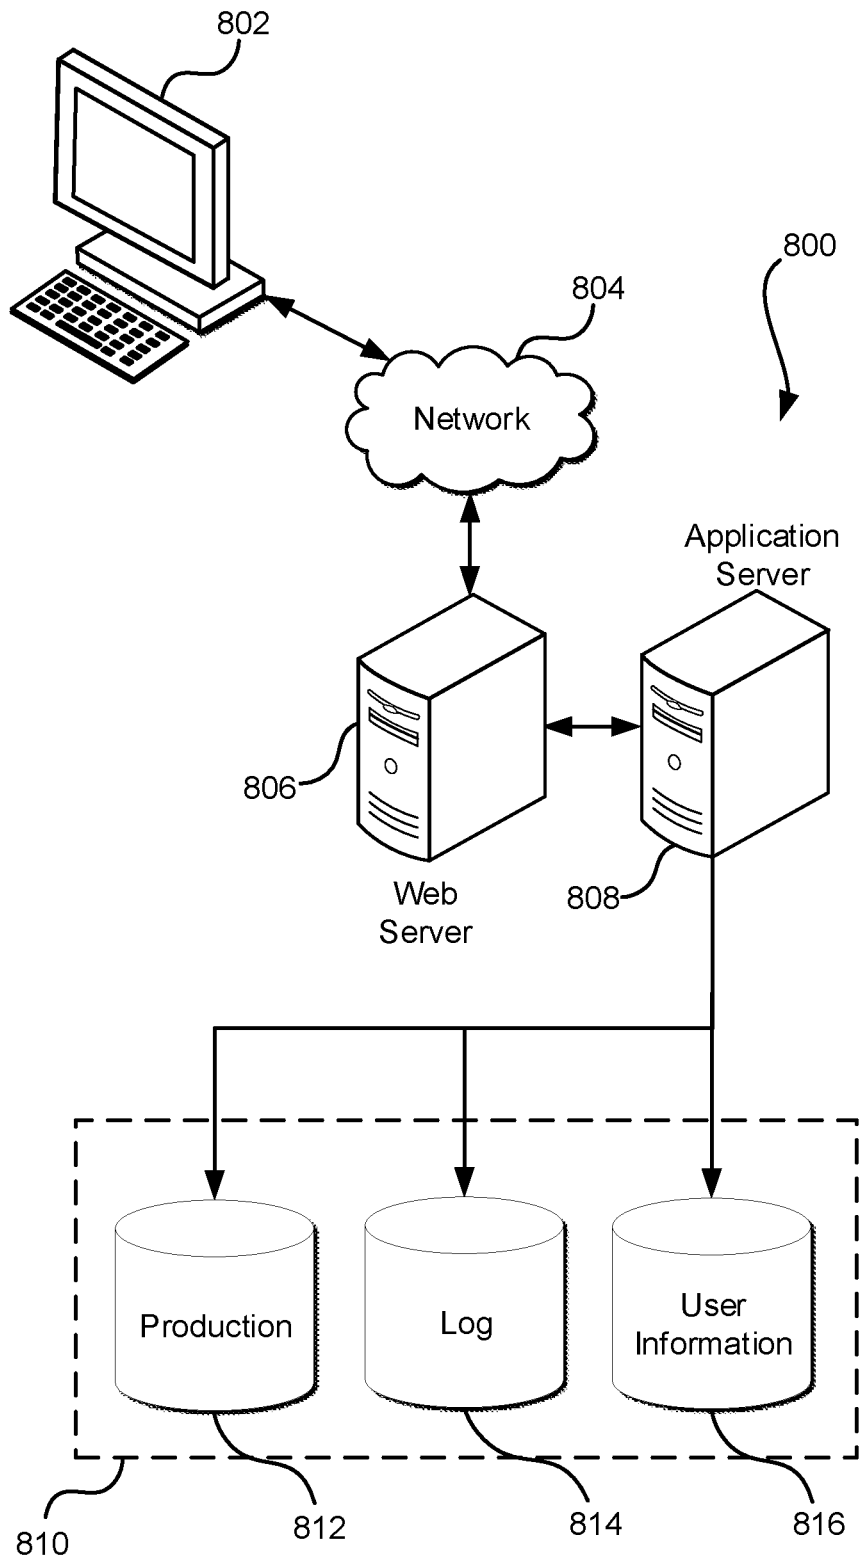 802
800
804
Network
Application
Server
806
808
Web
Server
Production
Log
User
Information
810
812
814
816